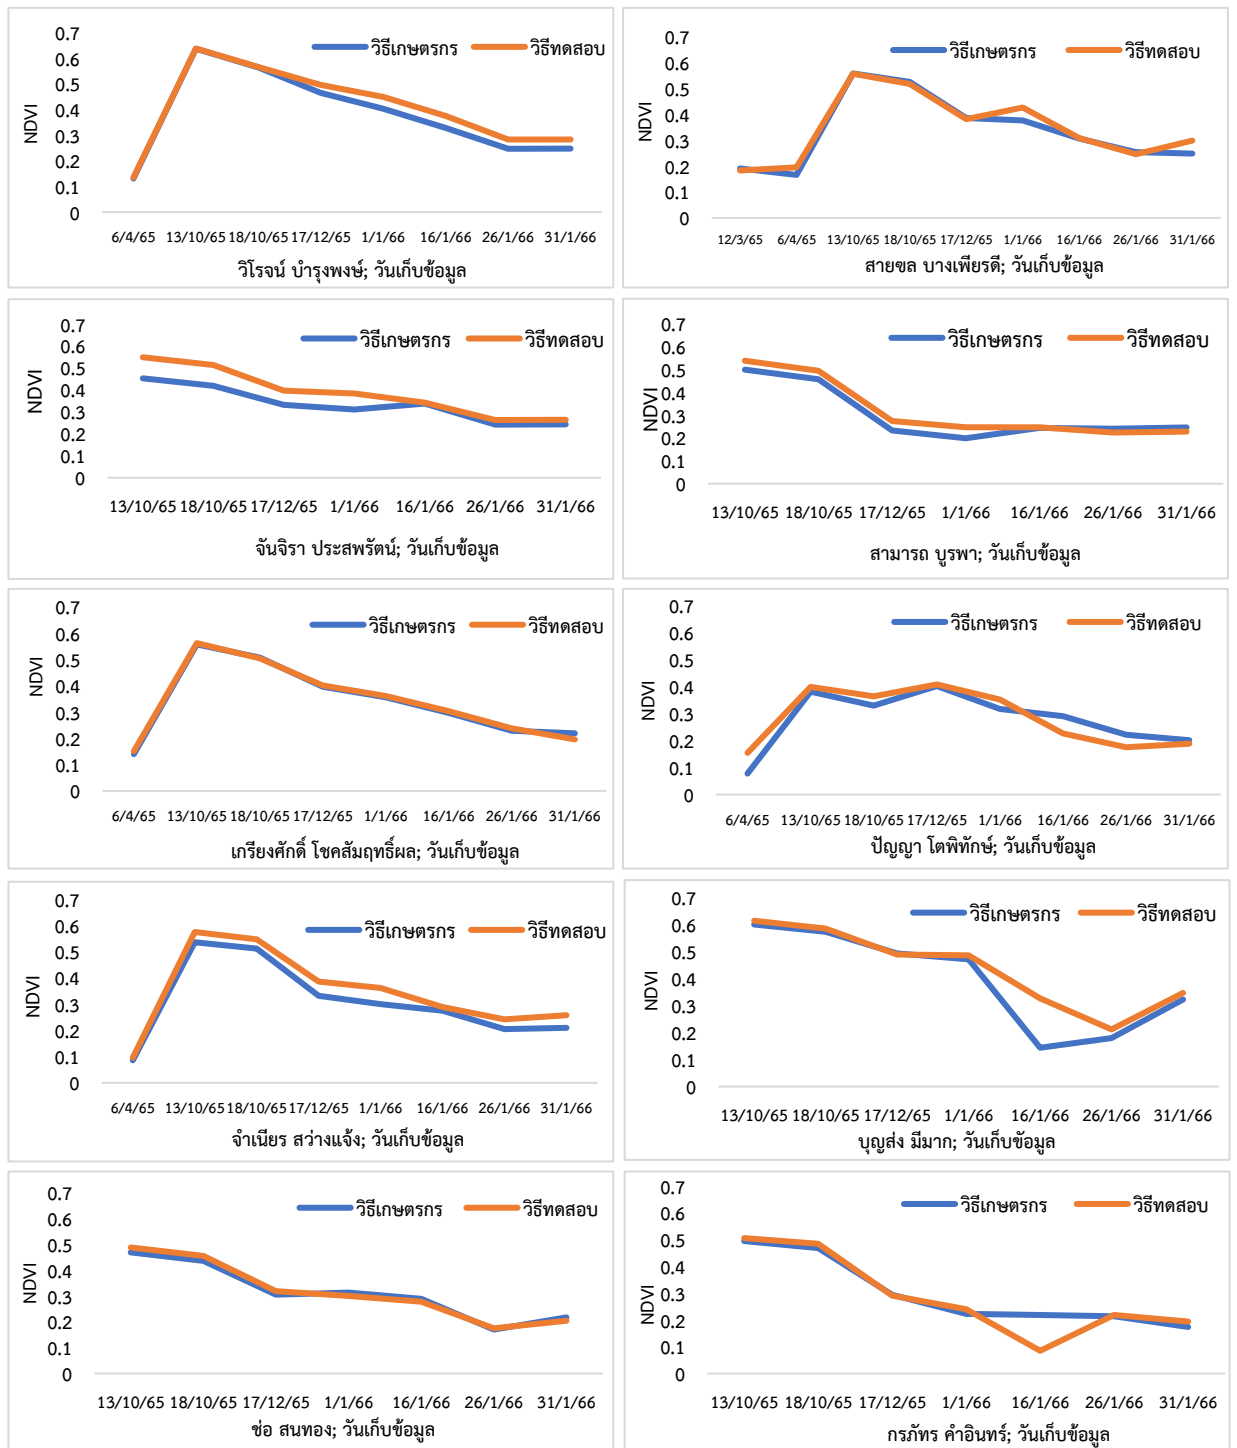 0.7
0.6
0.5
0.4
0.3
0.2
0.1
0
NDVI
วิธีเกษตรกร วิธีทดสอบ
6/4/65 13/10/65 18/10/65 17/12/65 1/1/66 16/1/66 26/1/66 31/1/66
วิโรจน์ บำรุงพงษ์; วันเก็บข้อมูล
0.7
0.6
0.5
0.4
0.3
0.2
0.1
0
NDVI
วิธีเกษตรกร วิธีทดสอบ
12/3/65 6/4/65 13/10/65 18/10/65 17/12/65 1/1/66 16/1/66 26/1/66 31/1/66
สายชล บางเพียรดี; วันเก็บข้อมูล
0.7
0.6
0.5
0.4
0.3
0.2
0.1
0
NDVI
วิธีเกษตรกร วิธีทดสอบ
13/10/65 18/10/65 17/12/65 1/1/66 16/1/66 26/1/66 31/1/66
จันจิรา ประสพรัตน์; วันเก็บข้อมูล
0.7
0.6
0.5
0.4
0.3
0.2
0.1
0
NDVI
วิธีเกษตรกร วิธีทดสอบ
13/10/65 18/10/65 17/12/65 1/1/66 16/1/66 26/1/66 31/1/66
สามารถ บูรพา; วันเก็บข้อมูล
0.7
0.6
0.5
0.4
0.3
0.2
0.1
0
NDVI
วิธีเกษตรกร วิธีทดสอบ
6/4/65 13/10/65 18/10/65 17/12/65 1/1/66 16/1/66 26/1/66 31/1/66
เกรียงศักดิ์ โชคสัมฤทธิ์ผล; วันเก็บข้อมูล
0.7
0.6
0.5
0.4
0.3
0.2
0.1
0
NDVI
วิธีเกษตรกร วิธีทดสอบ
6/4/65 13/10/65 18/10/65 17/12/65 1/1/66 16/1/66 26/1/66 31/1/66
ปัญญา โตพิทักษ์; วันเก็บข้อมูล
0.7
0.6
0.5
0.4
0.3
0.2
0.1
0
NDVI
วิธีเกษตรกร วิธีทดสอบ
6/4/65 13/10/65 18/10/65 17/12/65 1/1/66 16/1/66 26/1/66 31/1/66
จำเนียร สว่างแจ้ง; วันเก็บข้อมูล
0.7
0.6
0.5
0.4
0.3
0.2
0.1
0
NDVI
วิธีเกษตรกร วิธีทดสอบ
13/10/65 18/10/65 17/12/65 1/1/66 16/1/66 26/1/66 31/1/66
บุญส่ง มีมาก; วันเก็บข้อมูล
0.7
0.6
0.5
0.4
0.3
0.2
0.1
0
NDVI
วิธีเกษตรกร วิธีทดสอบ
13/10/65 18/10/65 17/12/65 1/1/66 16/1/66 26/1/66 31/1/66
ช่อ สนทอง; วันเก็บข้อมูล
0.7
0.6
0.5
0.4
0.3
0.2
0.1
0
NDVI
วิธีเกษตรกร วิธีทดสอบ
13/10/65 18/10/65 17/12/65 1/1/66 16/1/66 26/1/66 31/1/66
กรภัทร คำอินทร์; วันเก็บข้อมูล